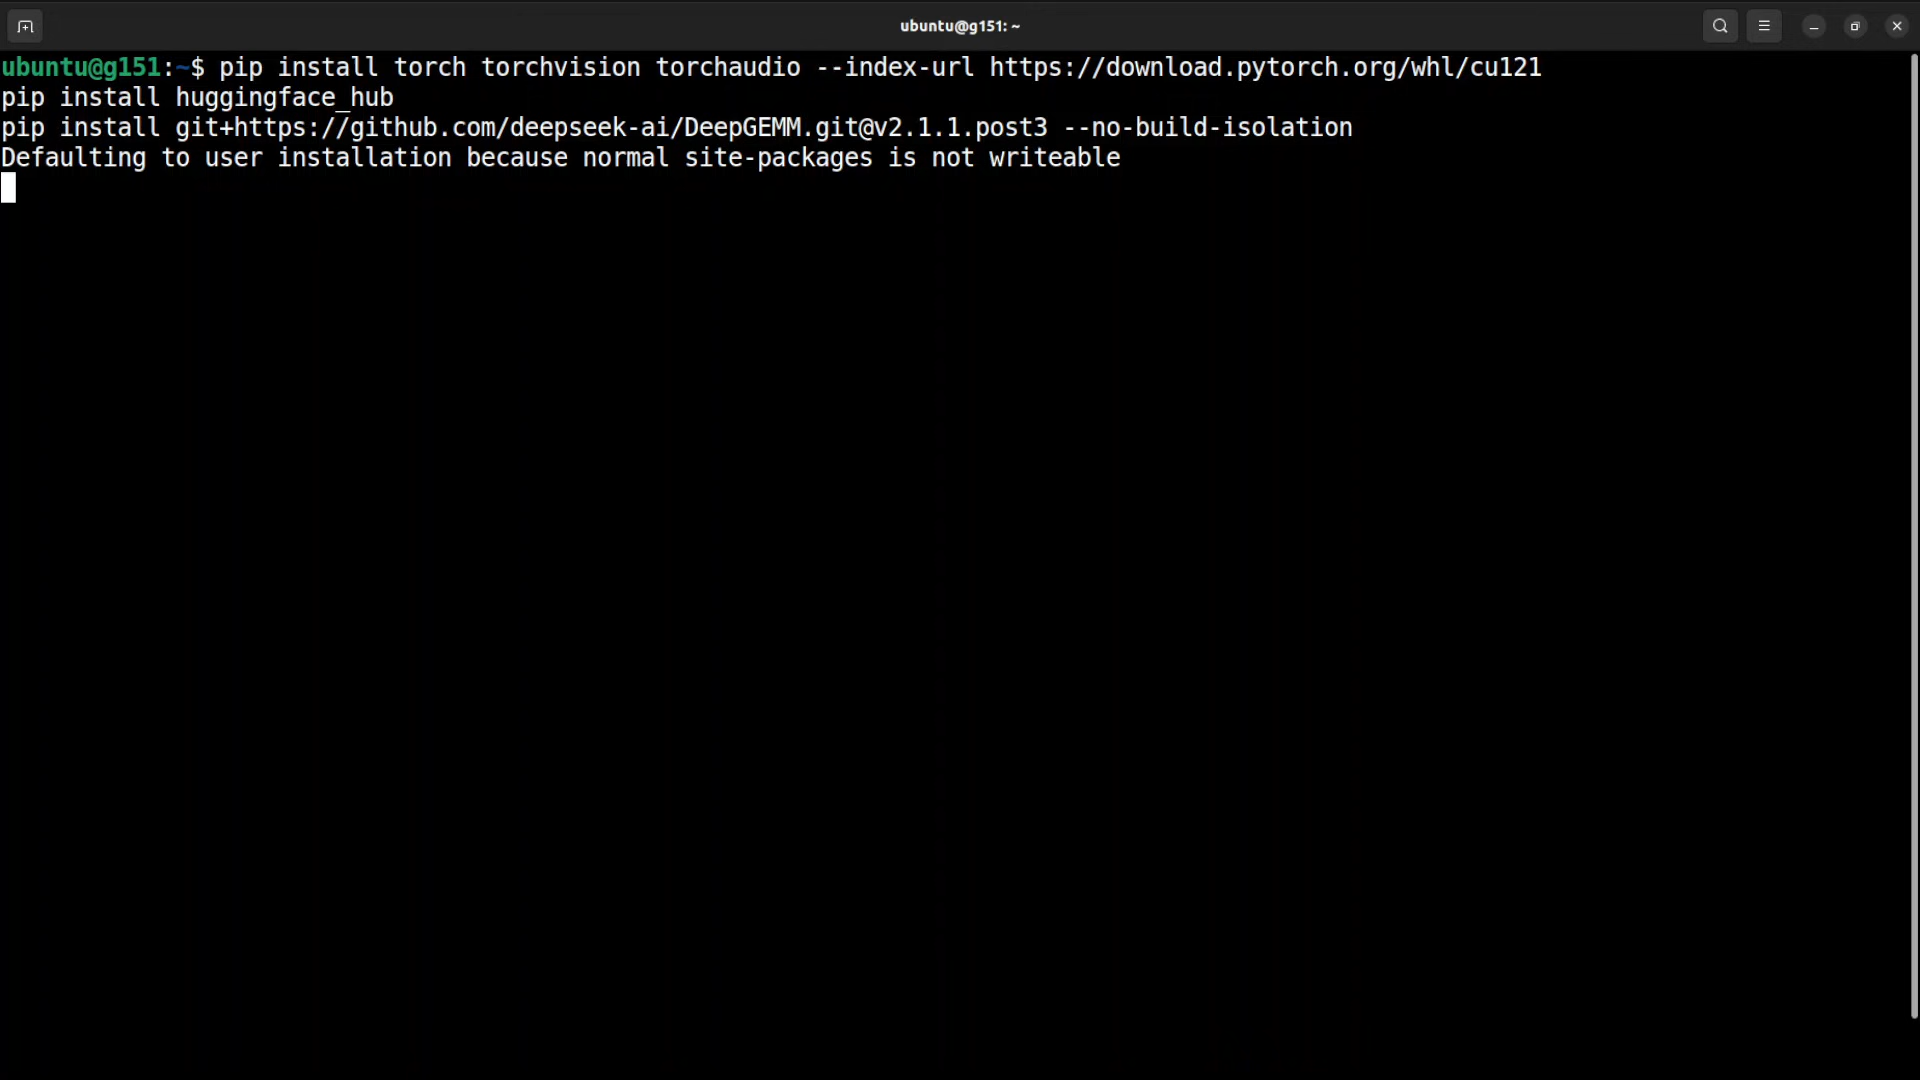 ubuntu@g151: ~
ubuntu@g151:~$ pip install torch torchvision torchaudio --index-url https://download.pytorch.org/whl/cu121
pip install huggingface_hub
pip install git+https://github.com/deepseek-ai/DeepGEMM.git@v2.1.1.post3 --no-build-isolation
Defaulting to user installation because normal site-packages is not writeable